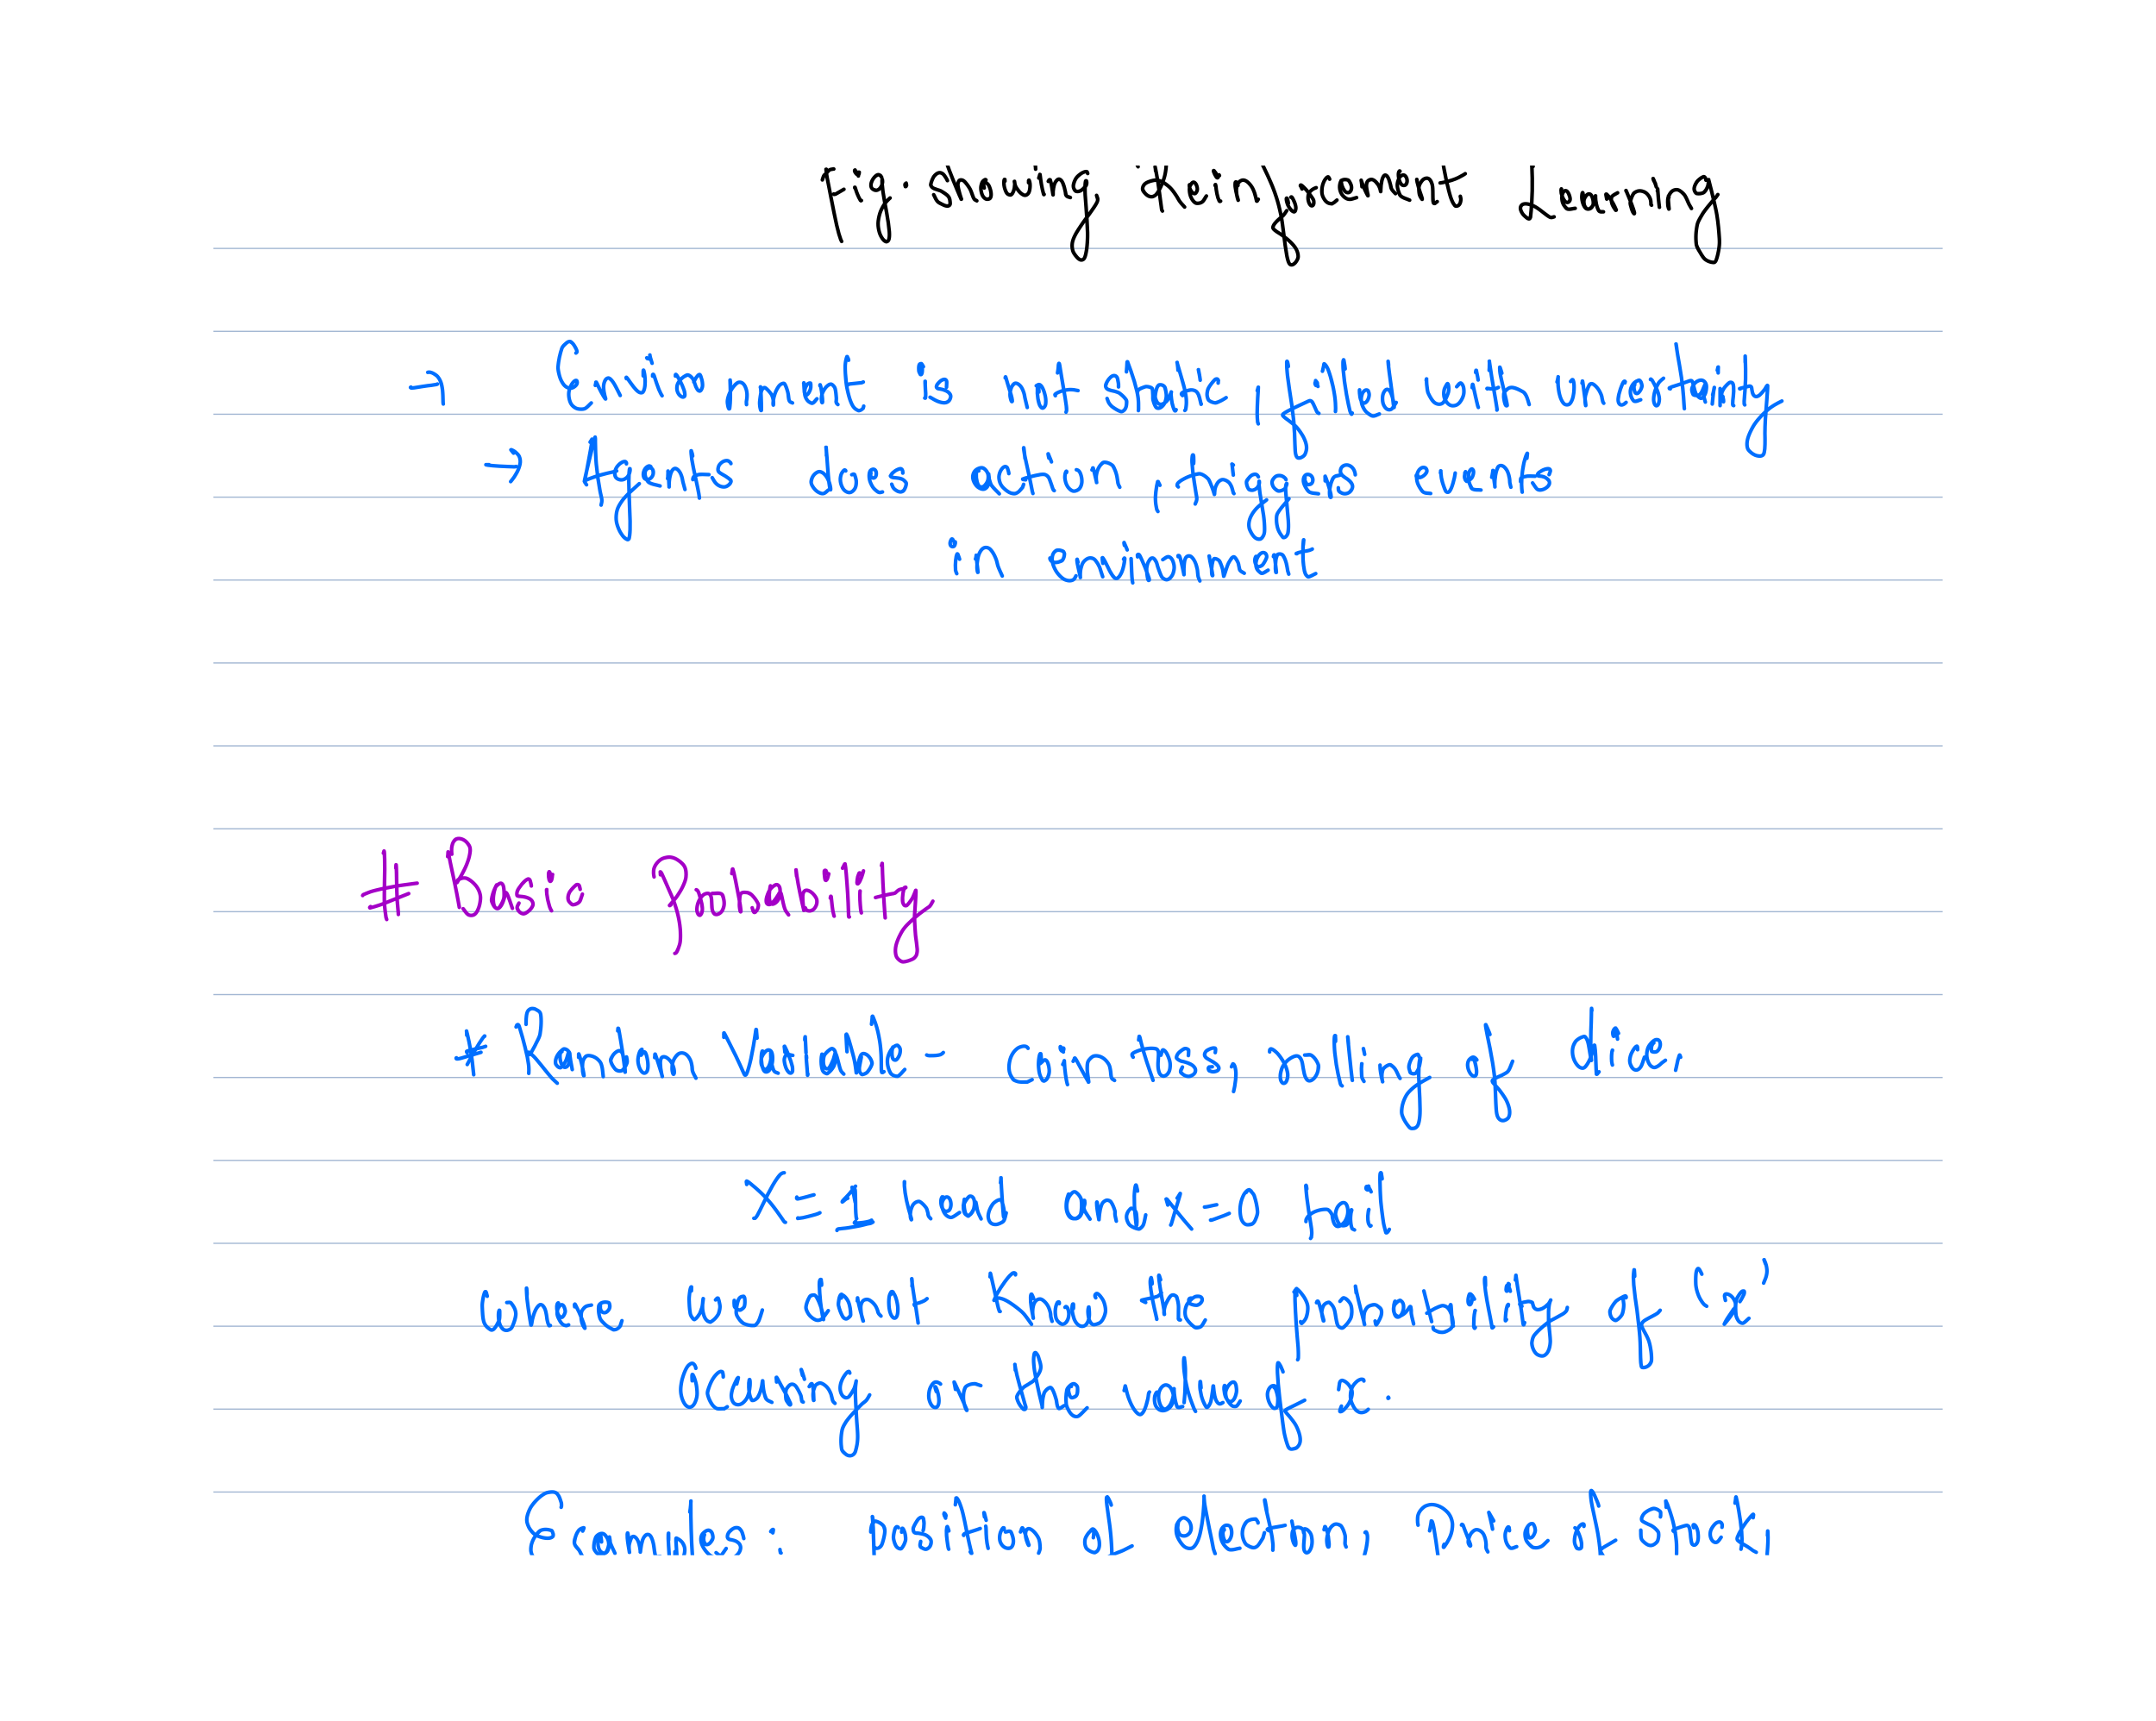 Fig: showing Reinforcement Learning
→ Environment is not static, filled with uncertainty
→ Agents does action, triggers events
in environment
# Basic Probability
* Random Variable = coin toss, rolling of dice,
X = 1 head and x = 0 tail
where we dont Know the probability of 'x'
Occuring or the value of x.
Examples: position of electron, Price of Stock,